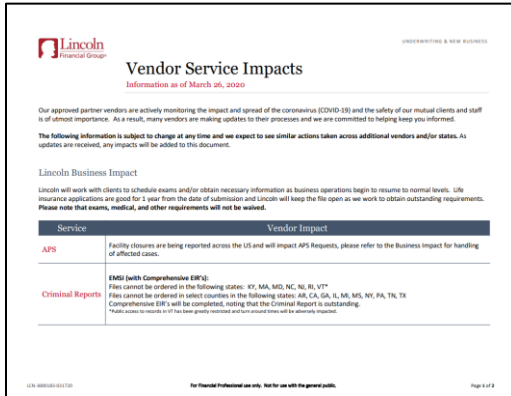 Lincoln
Financial Group®
UNDERWRITING & NEW BUSINESS
Vendor Service Impacts
Information as of March 26, 2020
Our approved partner vendors are actively monitoring the impact and spread of the coronavirus (COVID-19) and the safety of our mutual clients and staff
is of utmost importance. As a result, many vendors are making updates to their processes and we are committed to helping keep you informed.
The following information is subject to change at any time and we expect to see similar actions taken across additional vendors and/or states. As
updates are received, any impacts will be added to this document.
Lincoln Business Impact
Lincoln will work with clients to schedule exams and/or obtain necessary information as business operations begin to resume to normal levels. Life
insurance applications are good for 1 year from the date of submission and Lincoln will keep the file open as we work to obtain outstanding requirements.
Please note that exams, medical, and other requirements will not be waived.
Service Vendor Impact
APS
Facility closures are being reported across the US and will impact APS Requests, please refer to the Business Impact for handling
of affected cases.
Criminal Reports
EMSI (with Comprehensive EIR's):
Files cannot be ordered in the following states: KY, MA, MD, NC, NJ, RI, VT*
Files cannot be ordered in select counties in the following states: AR, CA, GA, IL, MI, MS, NY, PA, TN, TX
Comprehensive EIR's will be completed, noting that the Criminal Report is outstanding.
*Public access to records in VT has been greatly restricted and turn around times will be adversely impacted.
For Financial Professional use only. Not for use with the general public.
Page 1 of 2